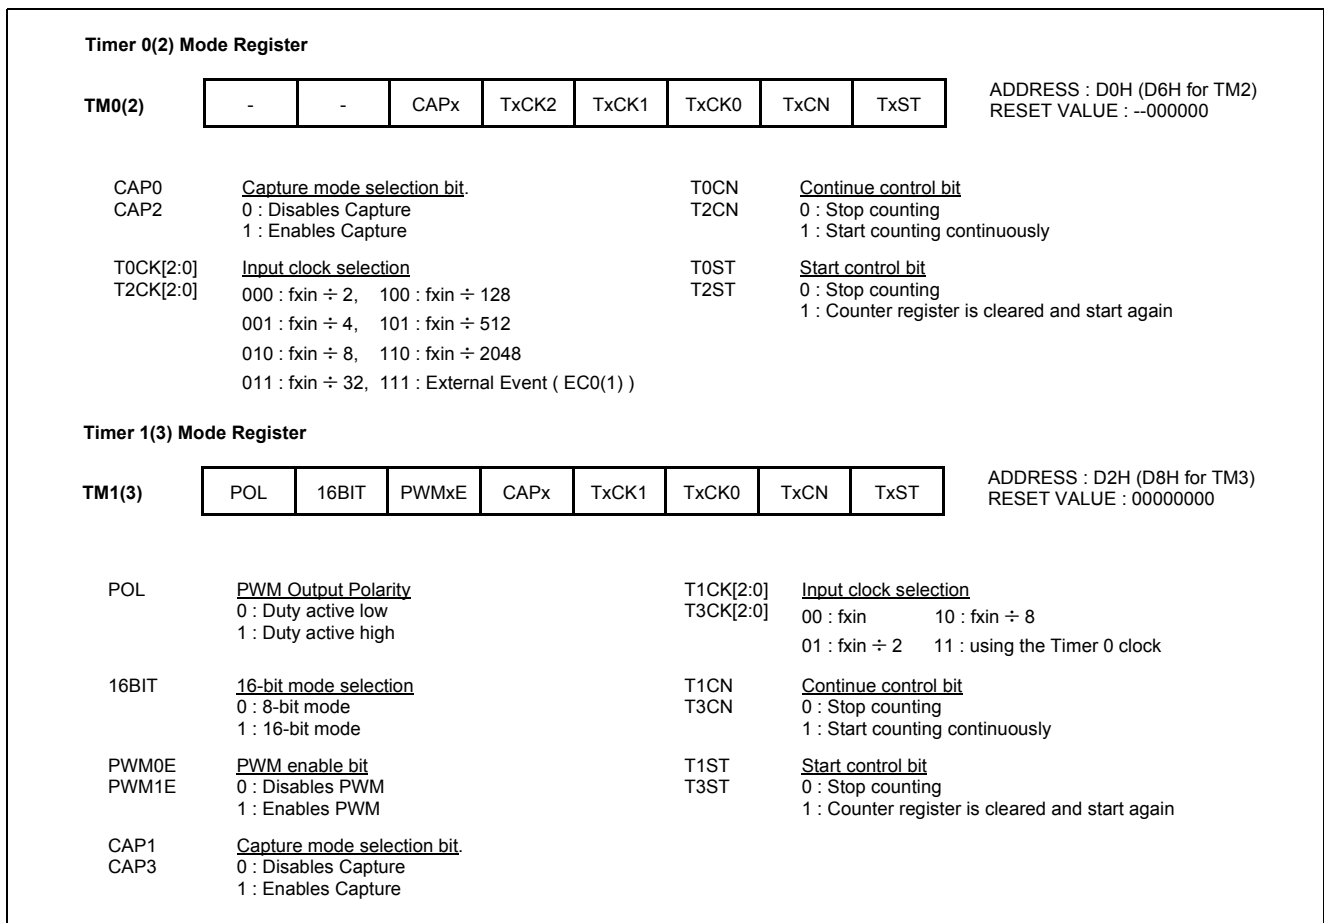 Timer 0(2) Mode Register
TM0(2) - - CAPx TxCK2 TxCK1 TxCK0 TxCN TxST
ADDRESS : D0H (D6H for TM2)
RESET VALUE : --000000
CAP0 Capture mode selection bit.
CAP2 0 : Disables Capture
1 : Enables Capture
T0CN Continue control bit
T2CN 0 : Stop counting
1 : Start counting continuously
T0CK[2:0] Input clock selection
T2CK[2:0]
000 : fxin ÷ 2, 100 : fxin ÷ 128
001 : fxin ÷ 4, 101 : fxin ÷ 512
010 : fxin ÷ 8, 110 : fxin ÷ 2048
011 : fxin ÷ 32, 111 : External Event ( EC0(1) )
T0ST Start control bit
T2ST 0 : Stop counting
1 : Counter register is cleared and start again
Timer 1(3) Mode Register
TM1(3) POL 16BIT PWMxE CAPx TxCK1 TxCK0 TxCN TxST
ADDRESS : D2H (D8H for TM3)
RESET VALUE : 00000000
POL PWM Output Polarity
0 : Duty active low
1 : Duty active high
T1CK[2:0] Input clock selection
T3CK[2:0]
00 : fxin 10 : fxin ÷ 8
01 : fxin ÷ 2 11 : using the Timer 0 clock
16BIT 16-bit mode selection
0 : 8-bit mode
1 : 16-bit mode
T1CN Continue control bit
T3CN 0 : Stop counting
1 : Start counting continuously
PWM0E PWM enable bit
PWM1E 0 : Disables PWM
1 : Enables PWM
T1ST Start control bit
T3ST 0 : Stop counting
1 : Counter register is cleared and start again
CAP1 Capture mode selection bit.
CAP3 0 : Disables Capture
1 : Enables Capture